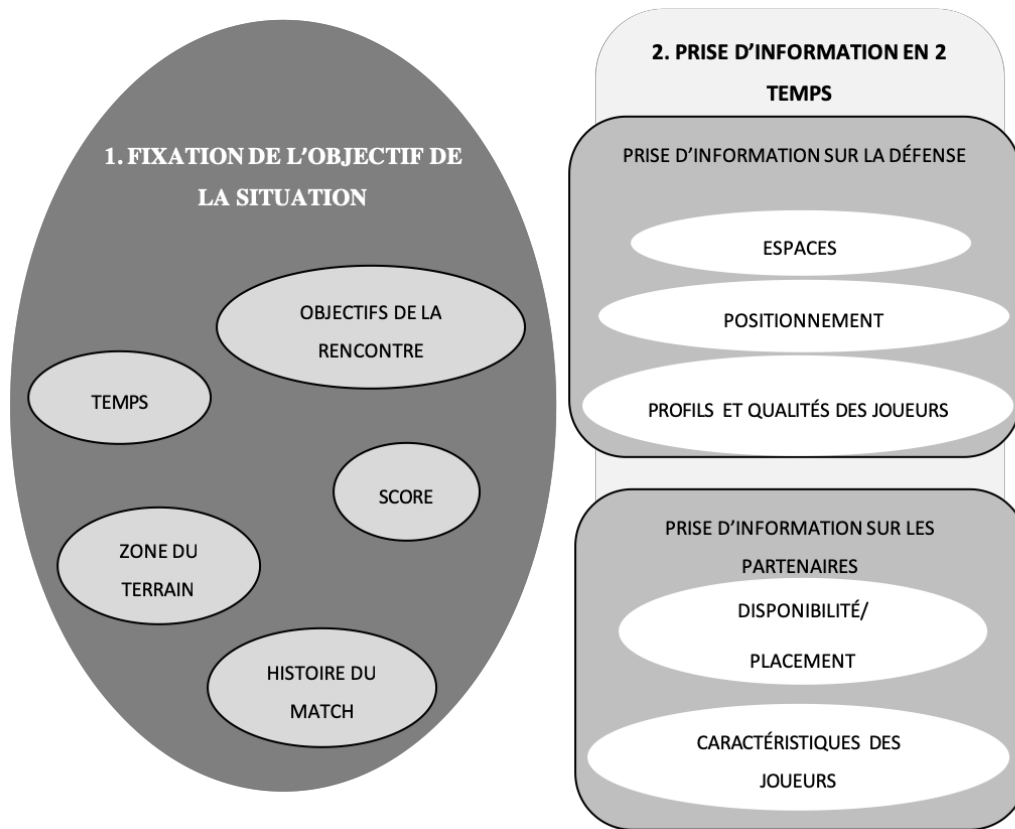 1. FIXATION DE L'OBJECTIF DE
LA SITUATION
OBJECTIFS DE LA
RENCONTRE
TEMPS
SCORE
ZONE DU
TERRAIN
HISTOIRE DU
MATCH
2. PRISE D'INFORMATION EN 2
TEMPS
PRISE D'INFORMATION SUR LA DÉFENSE
ESPACES
POSITIONNEMENT
PROFILS ET QUALITÉS DES JOUEURS
PRISE D'INFORMATION SUR LES
PARTENAIRES
DISPONIBILITÉ/
PLACEMENT
CARACTÉRISTIQUES DES
JOUEURS